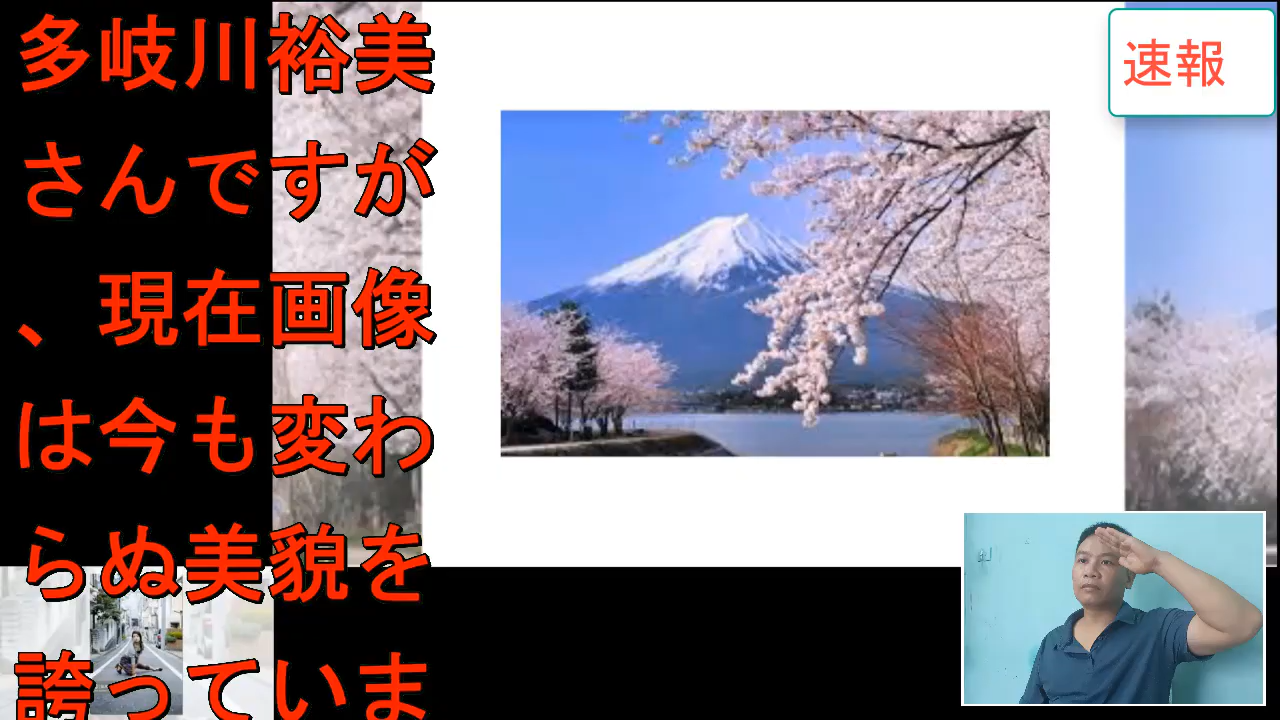 多岐川裕美
さんですが
、現在画像
は今も変わ
らぬ美貌を
誇っていま
速報